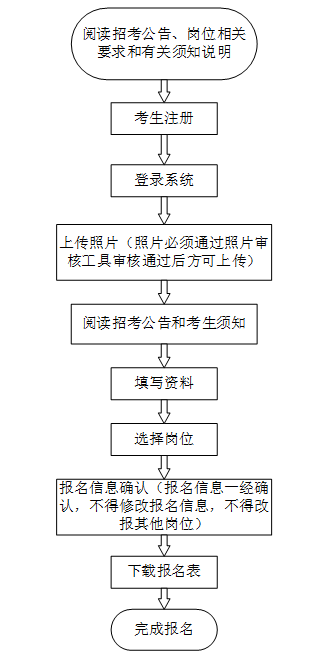 阅读招考公告、岗位相关
要求和有关须知说明
考生注册
登录系统
上传照片（照片必须通过照片审
核工具审核通过后方可上传）
阅读招考公告和考生须知
填写资料
选择岗位
报名信息确认（报名信息一经确
认，不得修改报名信息，不得改
报其他岗位）
下载报名表
完成报名